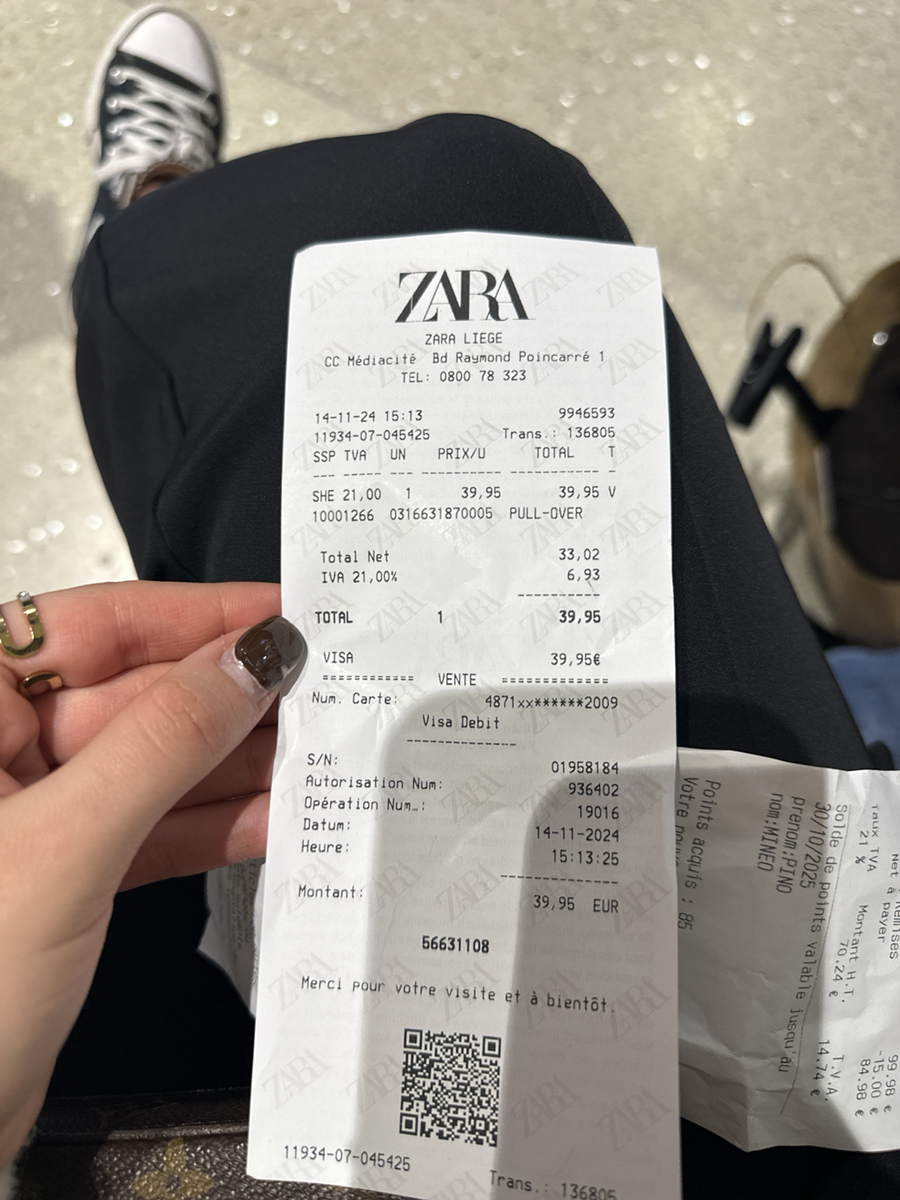 ZARA
ZARA LIEGE
CC Médiacité Bd Raymond Poincarré 1
TEL: 0800 78 323
14-11-24 15:13 9946593
11934-07-045425 Trans.: 136805
SSP TVA UN PRIX/U TOTAL T
SHE 21,00 1 39,95 39,95 V
10001266 0316631870005 PULL-OVER
Total Net 33,02
IVA 21,00% 6,93
TOTAL 1 39,95
VISA 39,95€
============ VENTE ============
Num. Carte: 4871xx******2009
Visa Debit
S/N: 01958184
Autorisation Num: 936402
Opération Num..: 19016
Datum: 14-11-2024
Heure: 15:13:25
Montant: 39,95 EUR
56631108
Merci pour votre visite et à bientôt.
11934-07-045425
Trans.: 136805
Remises -15.00 €
Net à payer 84.98 €
99.98 €
Taux TVA Montant H.T. T.V.A.
21 % 70.24 € 14.74 €
Solde de points valable jusqu'au
30/10/2025
prenom:PINO
nom:MINEO
Points acquis : 85
Votre